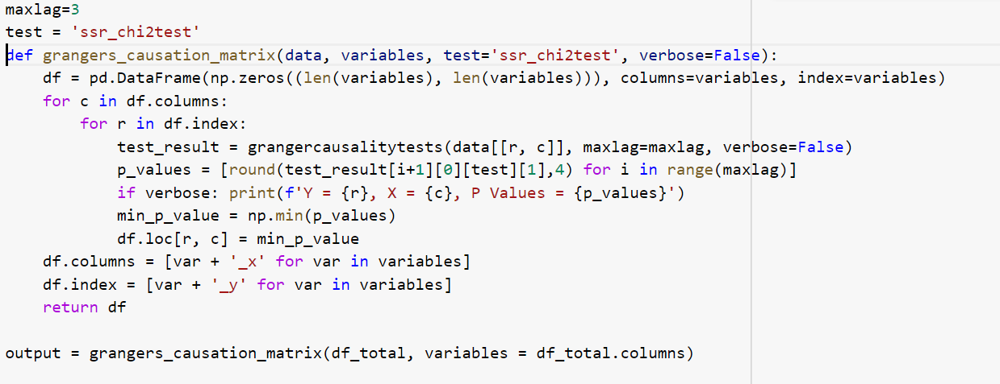 maxlag=3
test = 'ssr_chi2test'
def grangers_causation_matrix(data, variables, test='ssr_chi2test', verbose=False):
    df = pd.DataFrame(np.zeros((len(variables), len(variables))), columns=variables, index=variables)
    for c in df.columns:
        for r in df.index:
            test_result = grangercausalitytests(data[[r, c]], maxlag=maxlag, verbose=False)
            p_values = [round(test_result[i+1][0][test][1],4) for i in range(maxlag)]
            if verbose: print(f'Y = {r}, X = {c}, P Values = {p_values}')
            min_p_value = np.min(p_values)
            df.loc[r, c] = min_p_value
    df.columns = [var + '_x' for var in variables]
    df.index = [var + '_y' for var in variables]
    return df
output = grangers_causation_matrix(df_total, variables = df_total.columns)